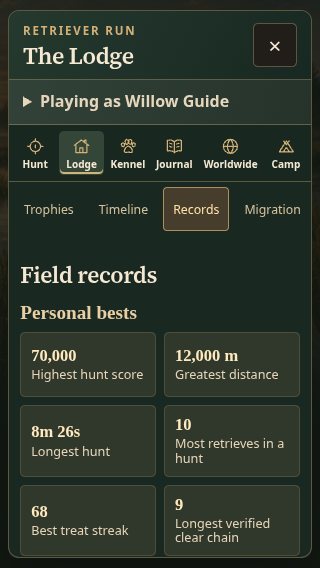 RETRIEVER RUN
The Lodge
×
▶ Playing as Willow Guide
Hunt
Lodge
Kennel
Journal
Worldwide
Camp
Trophies
Timeline
Records
Migration
Field records
Personal bests
70,000
Highest hunt score
12,000 m
Greatest distance
8m 26s
Longest hunt
10
Most retrieves in a
hunt
68
Best treat streak
9
Longest verified
clear chain